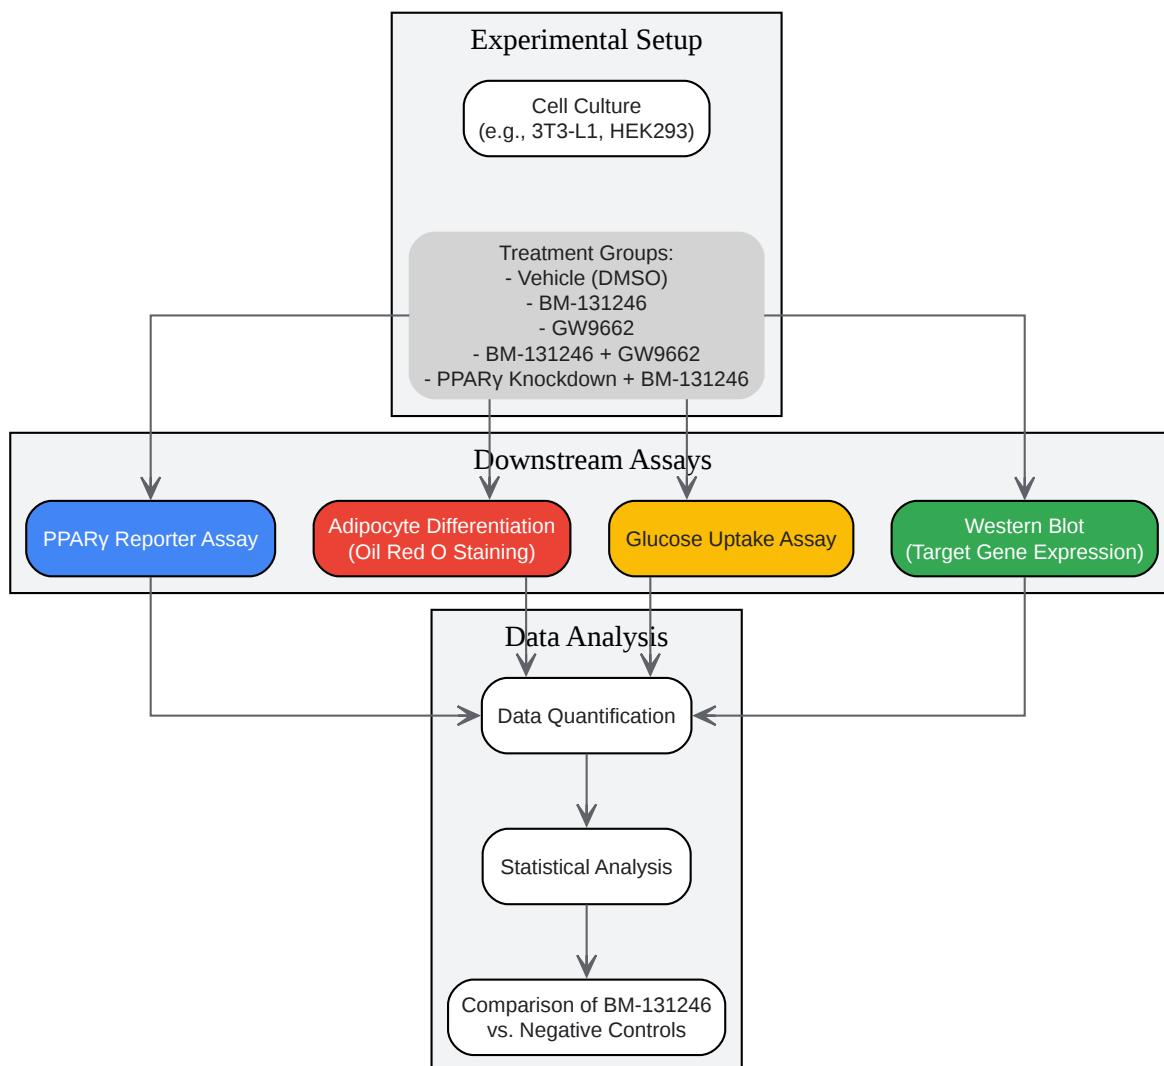 Experimental Setup
Cell Culture
(e.g., 3T3-L1, HEK293)
Treatment Groups:
- Vehicle (DMSO)
- BM-131246
- GW9662
- BM-131246 + GW9662
- PPARγ Knockdown + BM-131246
Downstream Assays
PPARγ Reporter Assay
Adipocyte Differentiation
(Oil Red O Staining)
Glucose Uptake Assay
Western Blot
(Target Gene Expression)
Data Analysis
Data Quantification
Statistical Analysis
Comparison of BM-131246
vs. Negative Controls